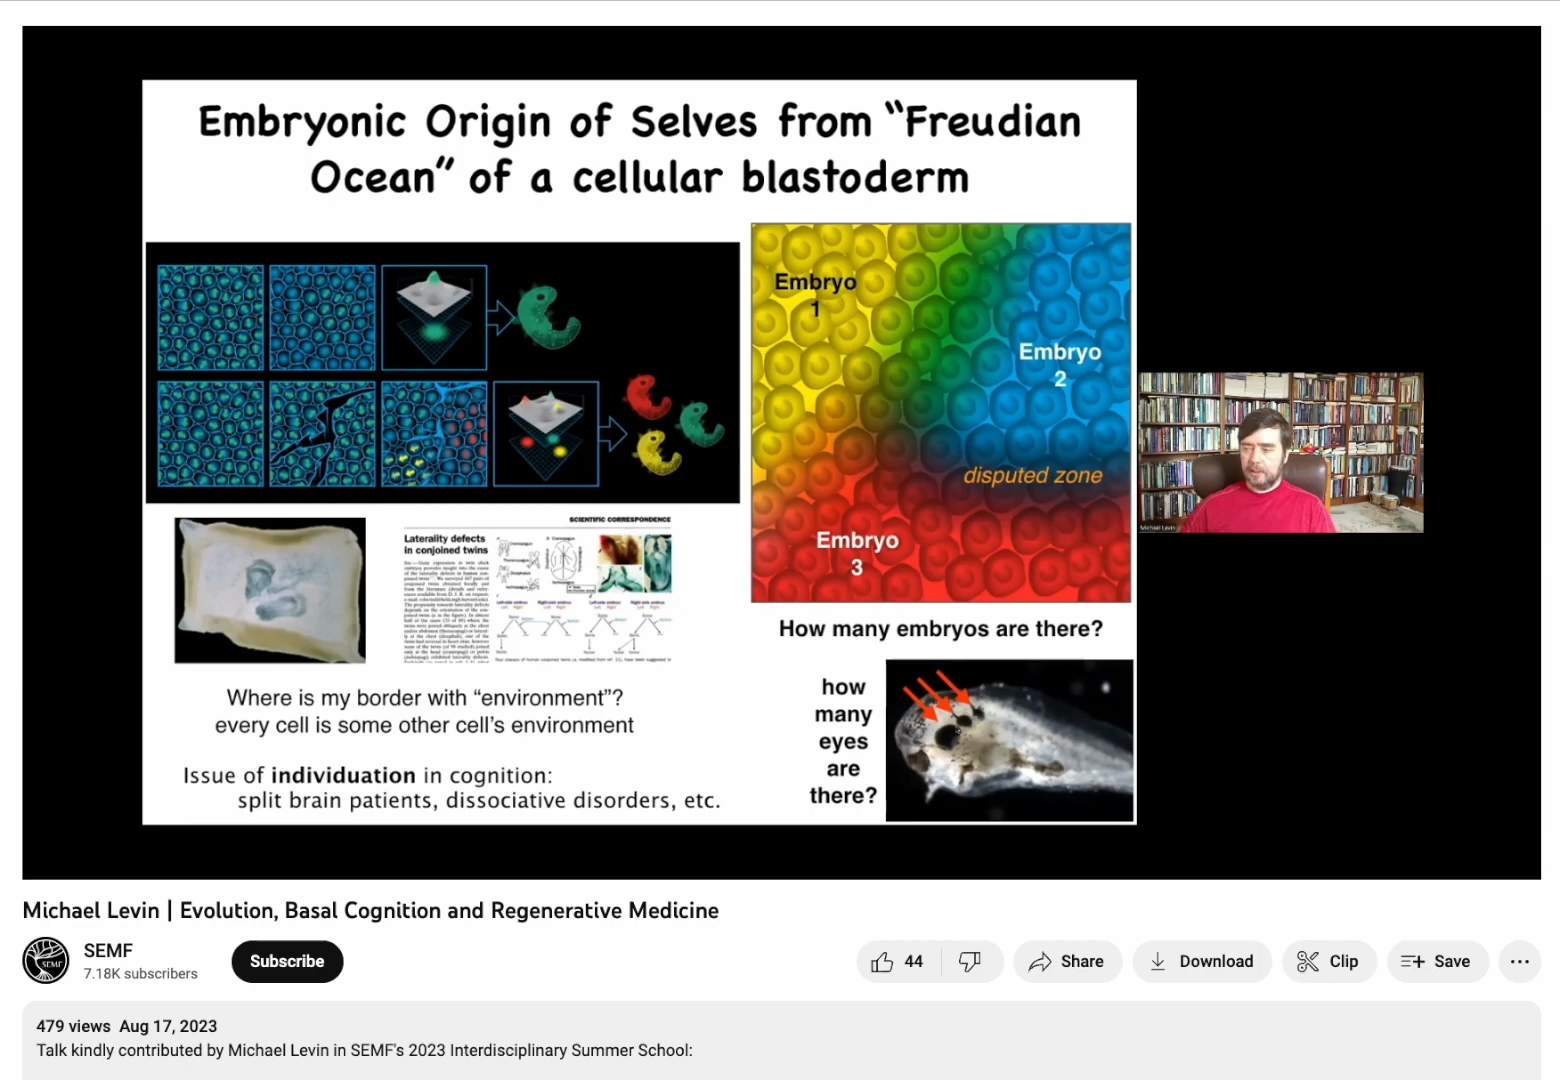 Embryonic Origin of Selves from “Freudian
Ocean” of a cellular blastoderm
Embryo
1
Embryo
2
disputed zone
Embryo
3
SCIENTIFIC CORRESPONDENCE
Laterality defects
in conjoined twins
How many embryos are there?
Where is my border with “environment”?
every cell is some other cell’s environment
Issue of individuation in cognition:
split brain patients, dissociative disorders, etc.
how
many
eyes
are
there?
Michael Levin
Michael Levin | Evolution, Basal Cognition and Regenerative Medicine
SEMF
SEMF
7.18K subscribers
Subscribe
44
Share
Download
Clip
Save
479 views Aug 17, 2023
Talk kindly contributed by Michael Levin in SEMF's 2023 Interdisciplinary Summer School: